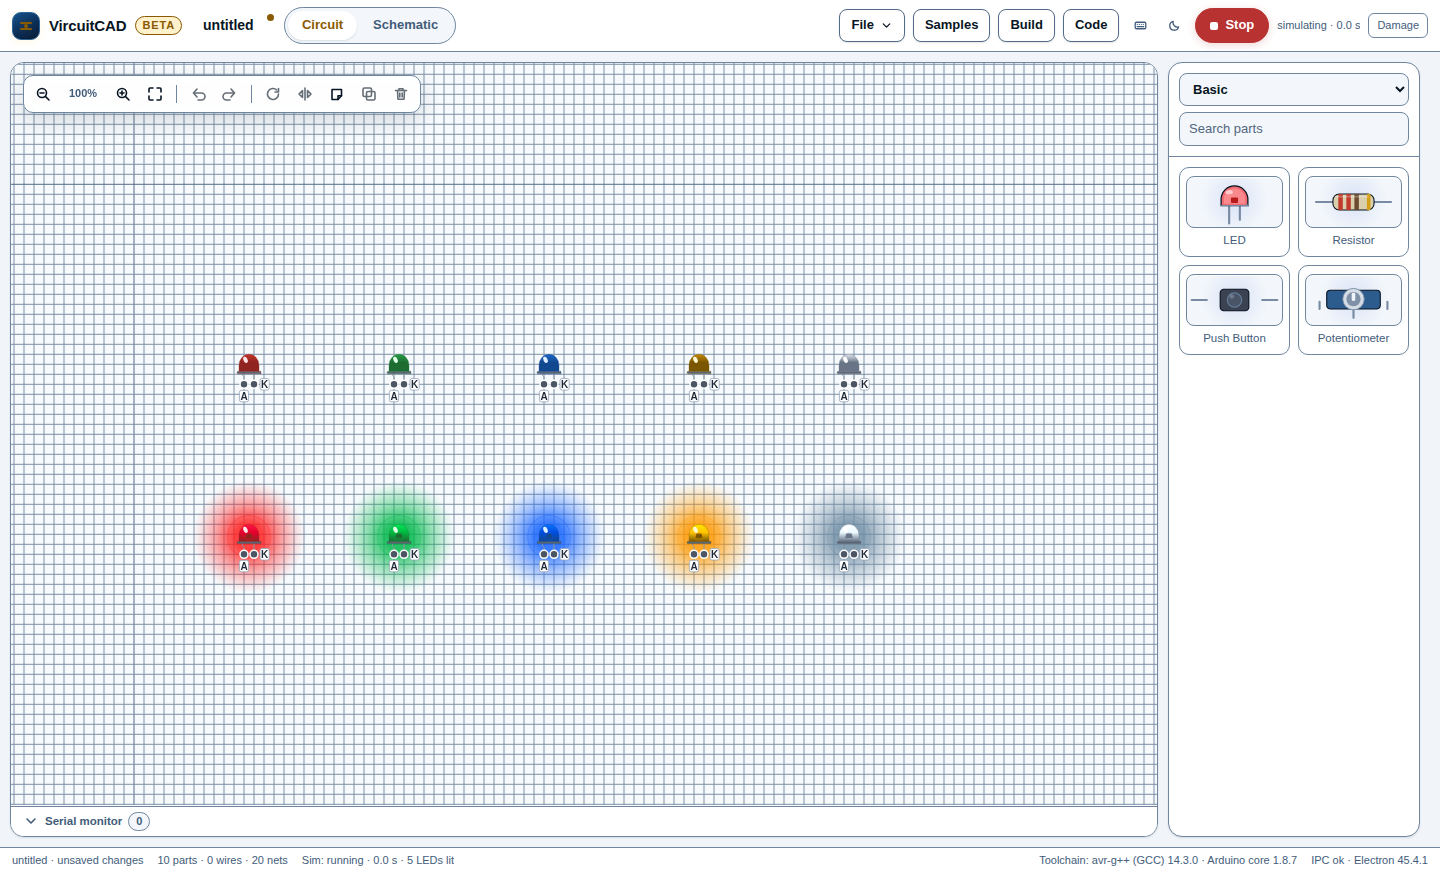 VircuitCAD BETA untitled Circuit Schematic File Samples Build Code Stop simulating · 0.0 s Damage
100%
Basic
Search parts
LED Resistor
Push Button Potentiometer
K K K K K
A A A A A
K K K K K
A A A A A
Serial monitor 0
untitled · unsaved changes 10 parts · 0 wires · 20 nets Sim: running · 0.0 s · 5 LEDs lit Toolchain: avr-g++ (GCC) 14.3.0 · Arduino core 1.8.7 IPC ok · Electron 45.4.1